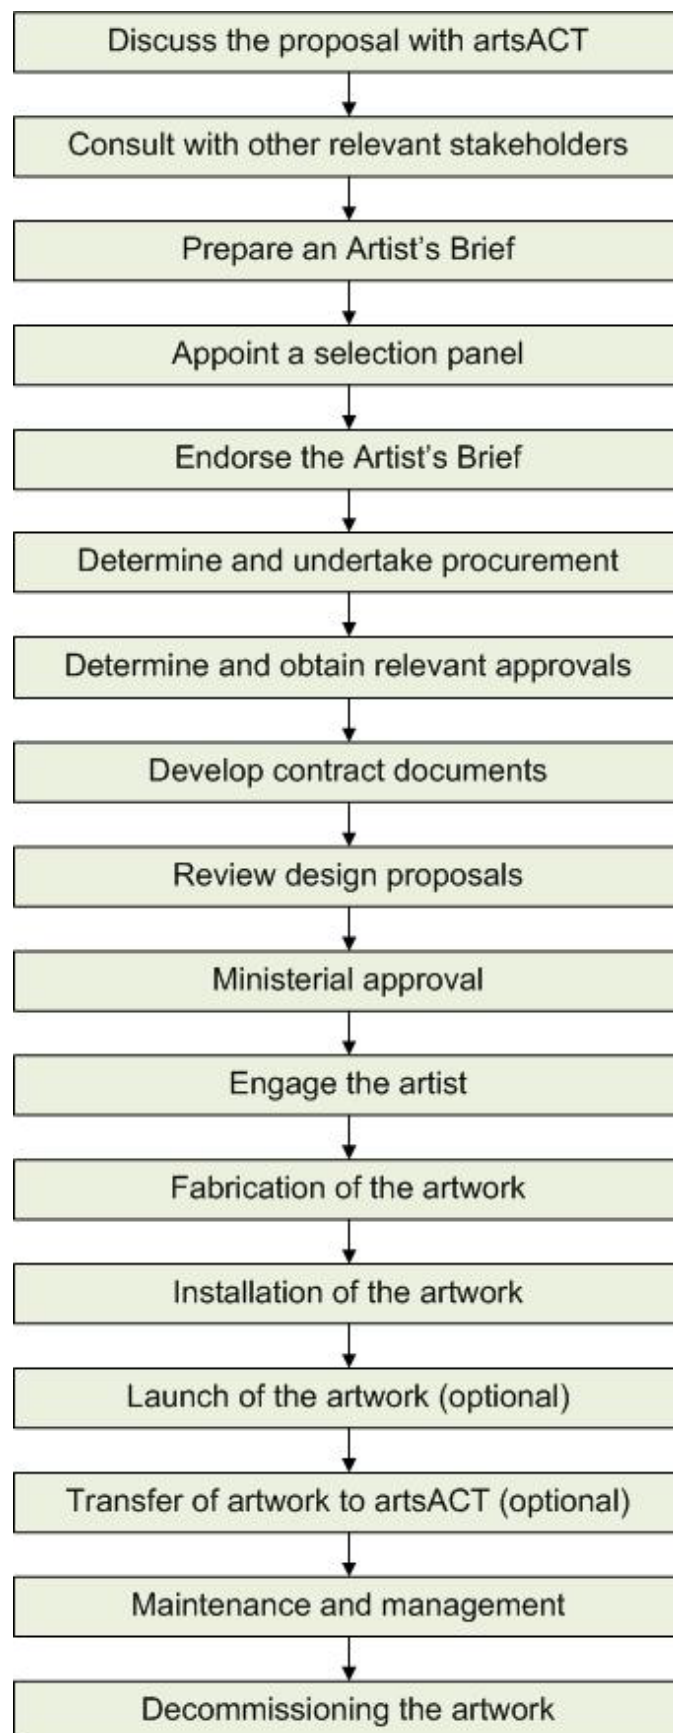 Discuss the proposal with artsACT
Consult with other relevant stakeholders
Prepare an Artist’s Brief
Appoint a selection panel
Endorse the Artist’s Brief
Determine and undertake procurement
Determine and obtain relevant approvals
Develop contract documents
Review design proposals
Ministerial approval
Engage the artist
Fabrication of the artwork
Installation of the artwork
Launch of the artwork (optional)
Transfer of artwork to artsACT (optional)
Maintenance and management
Decommissioning the artwork